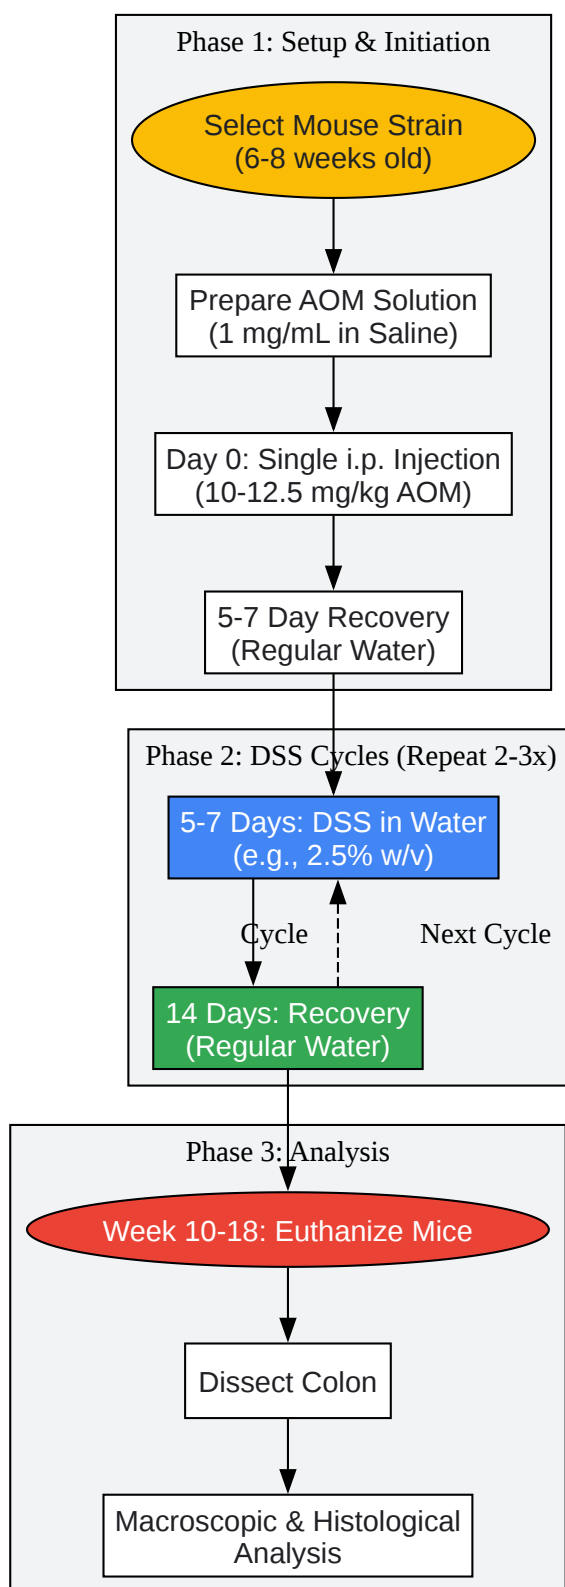 Phase 1: Setup & Initiation
Select Mouse Strain
(6-8 weeks old)
Prepare AOM Solution
(1 mg/mL in Saline)
Day 0: Single i.p. Injection
(10-12.5 mg/kg AOM)
5-7 Day Recovery
(Regular Water)
Phase 2: DSS Cycles (Repeat 2-3x)
5-7 Days: DSS in Water
(e.g., 2.5% w/v)
Cycle
Next Cycle
14 Days: Recovery
(Regular Water)
Phase 3: Analysis
Week 10-18: Euthanize Mice
Dissect Colon
Macroscopic & Histological
Analysis